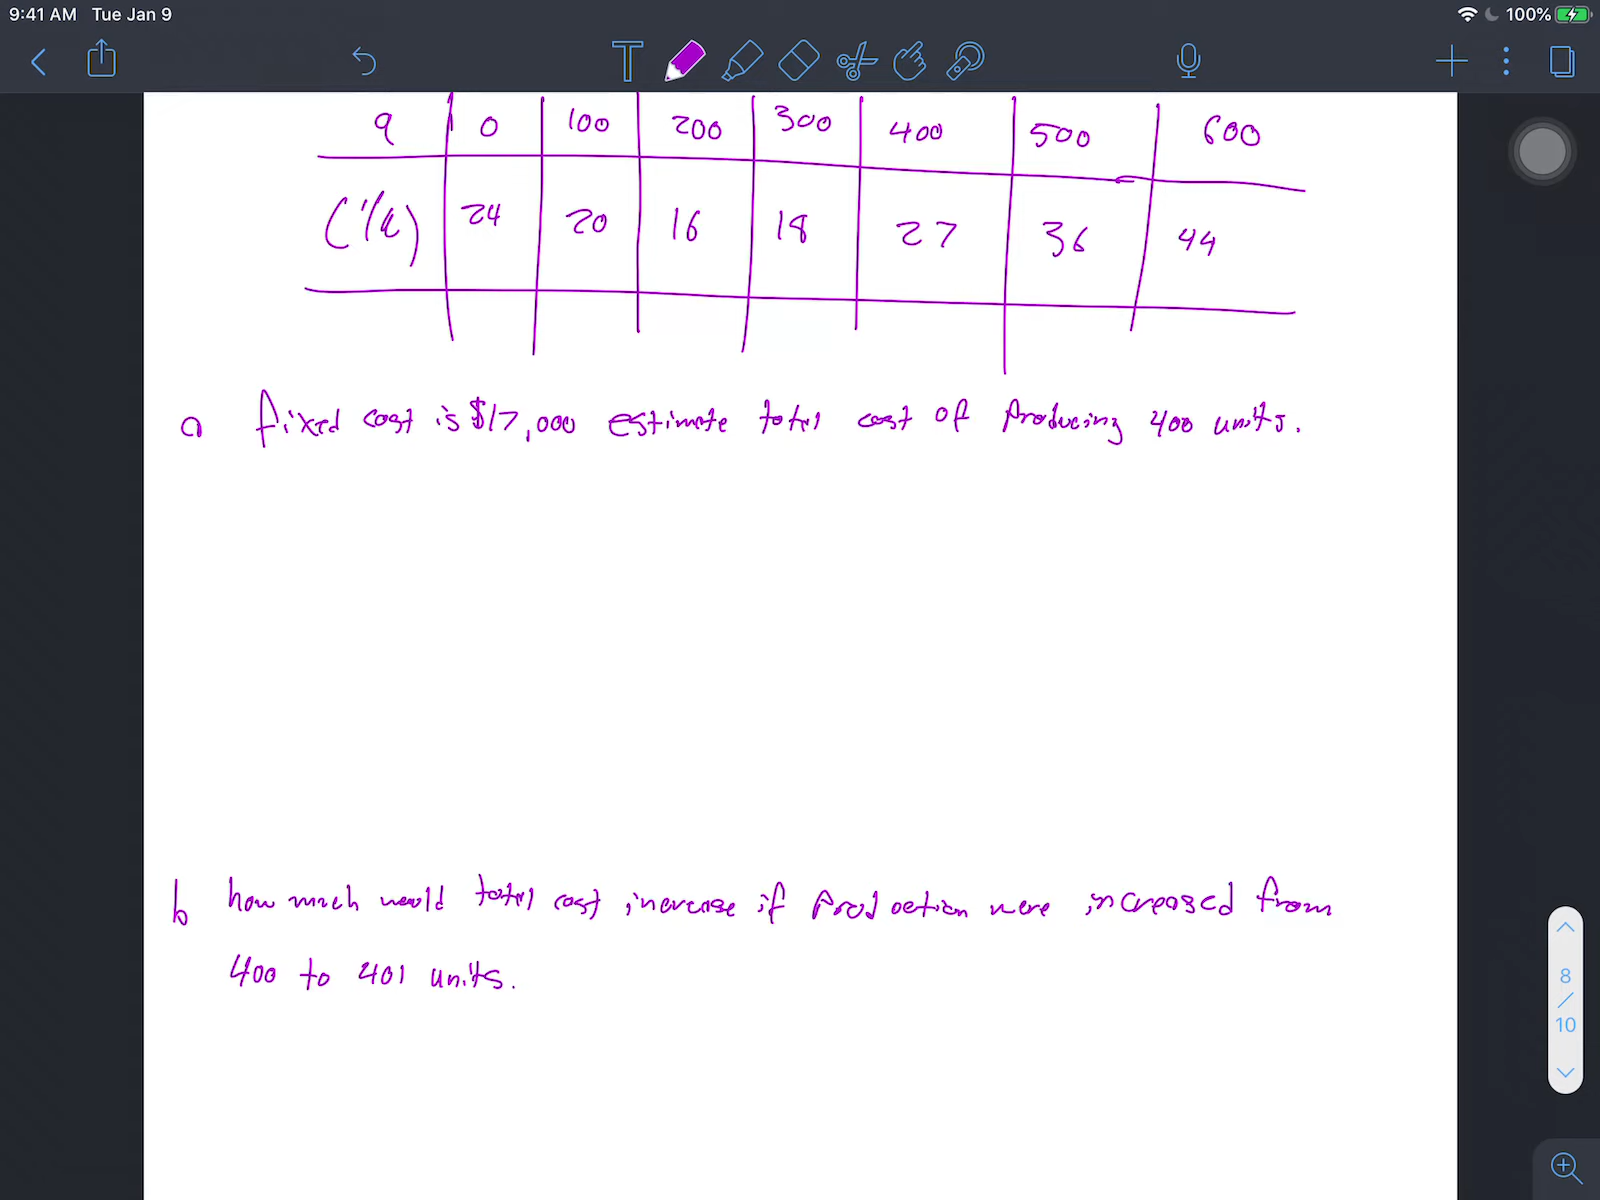 9:41 AM Tue Jan 9 100%
q 0 100 200 300 400 500 600
C'(q) 24 20 16 18 27 36 44
a fixed cost is $17,000 estimate total cost of producing 400 units.
b how much would total cost increase if production were increased from
400 to 401 units.
8
/
10